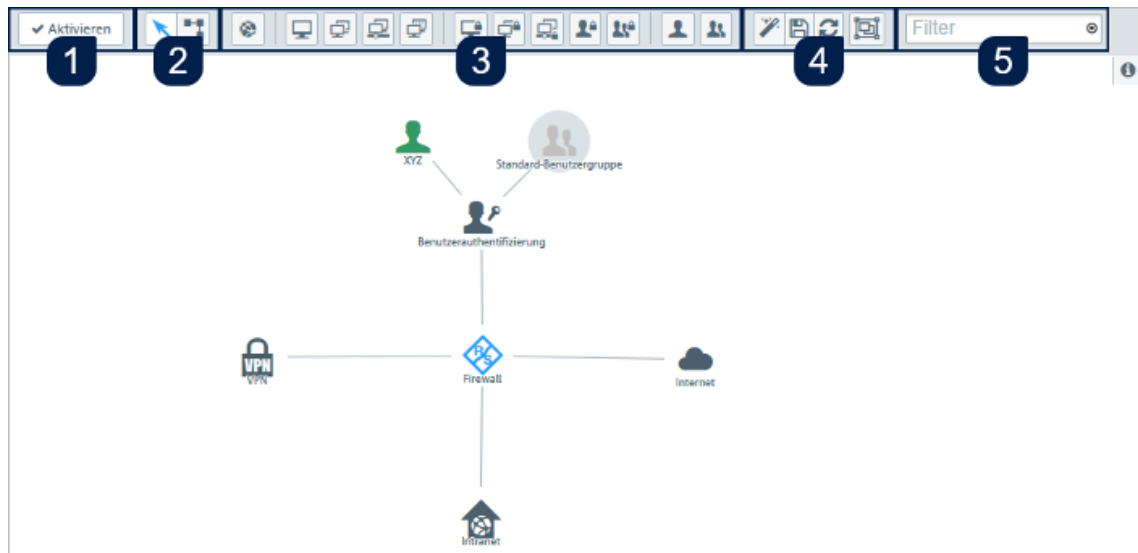 Aktivieren
Filter
1
2
3
4
5
XYZ
Standard-Benutzergruppe
Benutzerauthentifizierung
VPN
VPN
R/S
Firewall
Internet
Intranet